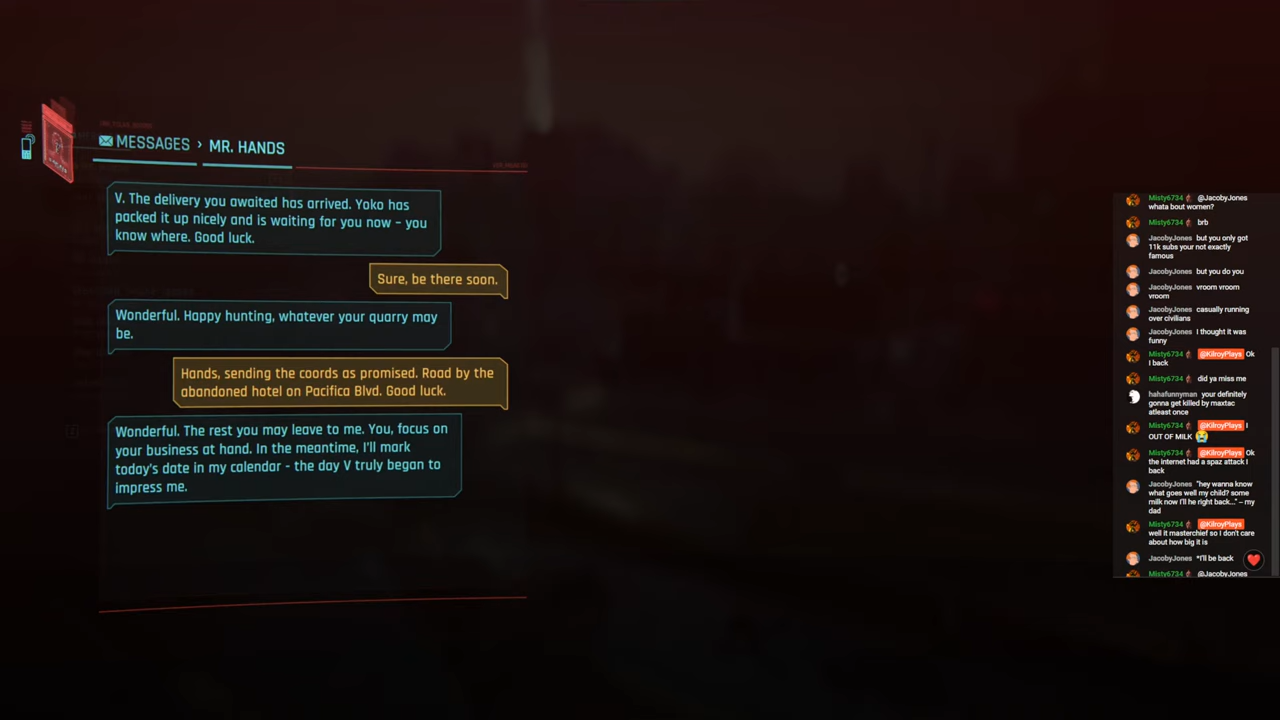 MESSAGES › MR. HANDS
V. The delivery you awaited has arrived. Yoko has
packed it up nicely and is waiting for you now – you
know where. Good luck.
Sure, be there soon.
Wonderful. Happy hunting, whatever your quarry may
be.
Hands, sending the coords as promised. Road by the
abandoned hotel on Pacifica Blvd. Good luck.
Wonderful. The rest you may leave to me. You, focus on
your business at hand. In the meantime, I'll mark
today's date in my calendar - the day V truly began to
impress me.
Misty6734 @JacobyJones
whata bout women?
Misty6734 brb
JacobyJones but you only got
11k subs your not exactly
famous
JacobyJones but you do you
JacobyJones vroom vroom
vroom
JacobyJones casually running
over civilians
JacobyJones I thought it was
funny
Misty6734 @KilroyPlays Ok
I back
Misty6734 did ya miss me
hahafunnyman your definitely
gonna get killed by maxtac
atleast once
Misty6734 @KilroyPlays I
OUT OF MILK 😭
Misty6734 @KilroyPlays Ok
the internet had a spaz attack I
back
JacobyJones "hey wanna know
what goes well my child? some
milk now I'll he right back..." – my
dad
Misty6734 @KilroyPlays
well it masterchief so I don't care
about how big it is
JacobyJones *I'll be back
Misty6734 @JacobyJones